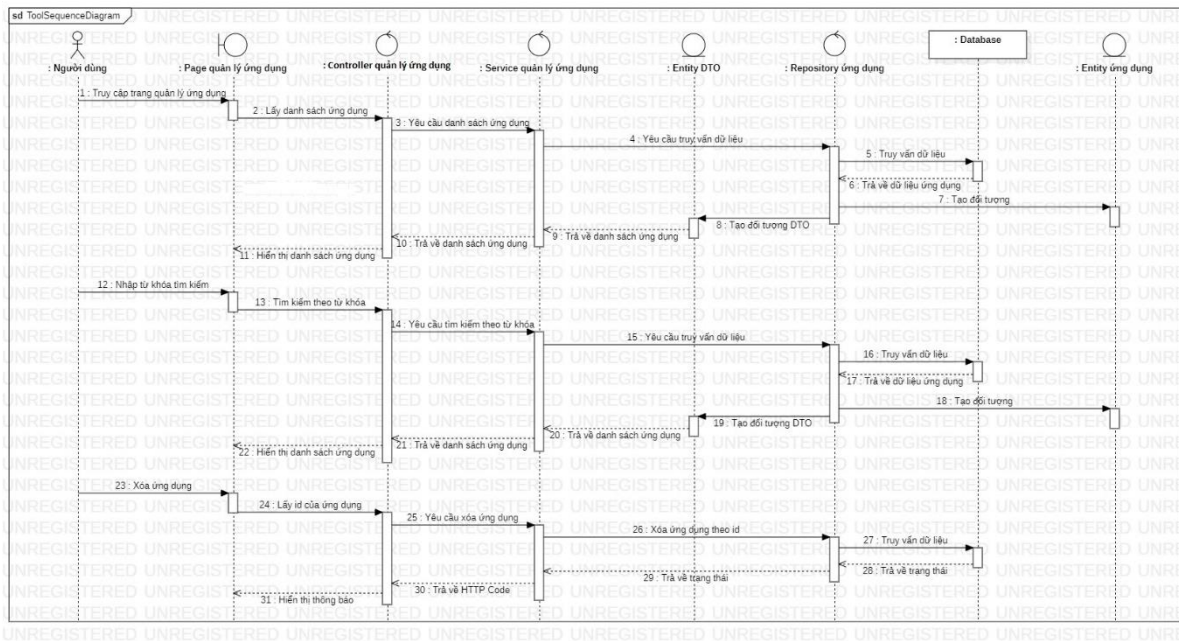 sd ToolSequenceDiagram
: Người dùng
: Page quản lý ứng dụng
: Controller quản lý ứng dụng
: Service quản lý ứng dụng
: Entity DTO
: Repository ứng dụng
: Database
: Entity ứng dụng
1 : Truy cập trang quản lý ứng dụng
2 : Lấy danh sách ứng dụng
3 : Yêu cầu danh sách ứng dụng
4 : Yêu cầu truy vấn dữ liệu
5 : Truy vấn dữ liệu
6 : Trả về dữ liệu ứng dụng
7 : Tạo đối tượng
8 : Tạo đối tượng DTO
9 : Trả về danh sách ứng dụng
10 : Trả về danh sách ứng dụng
11 : Hiển thị danh sách ứng dụng
12 : Nhập từ khóa tìm kiếm
13 : Tìm kiếm theo từ khóa
14 : Yêu cầu tìm kiếm theo từ khóa
15 : Yêu cầu truy vấn dữ liệu
16 : Truy vấn dữ liệu
17 : Trả về dữ liệu ứng dụng
18 : Tạo đối tượng
19 : Tạo đối tượng DTO
20 : Trả về danh sách ứng dụng
21 : Trả về danh sách ứng dụng
22 : Hiển thị danh sách ứng dụng
23 : Xóa ứng dụng
24 : Lấy id của ứng dụng
25 : Yêu cầu xóa ứng dụng
26 : Xóa ứng dụng theo id
27 : Truy vấn dữ liệu
28 : Trả về trạng thái
29 : Trả về trạng thái
30 : Trả về HTTP Code
31 : Hiển thị thông báo